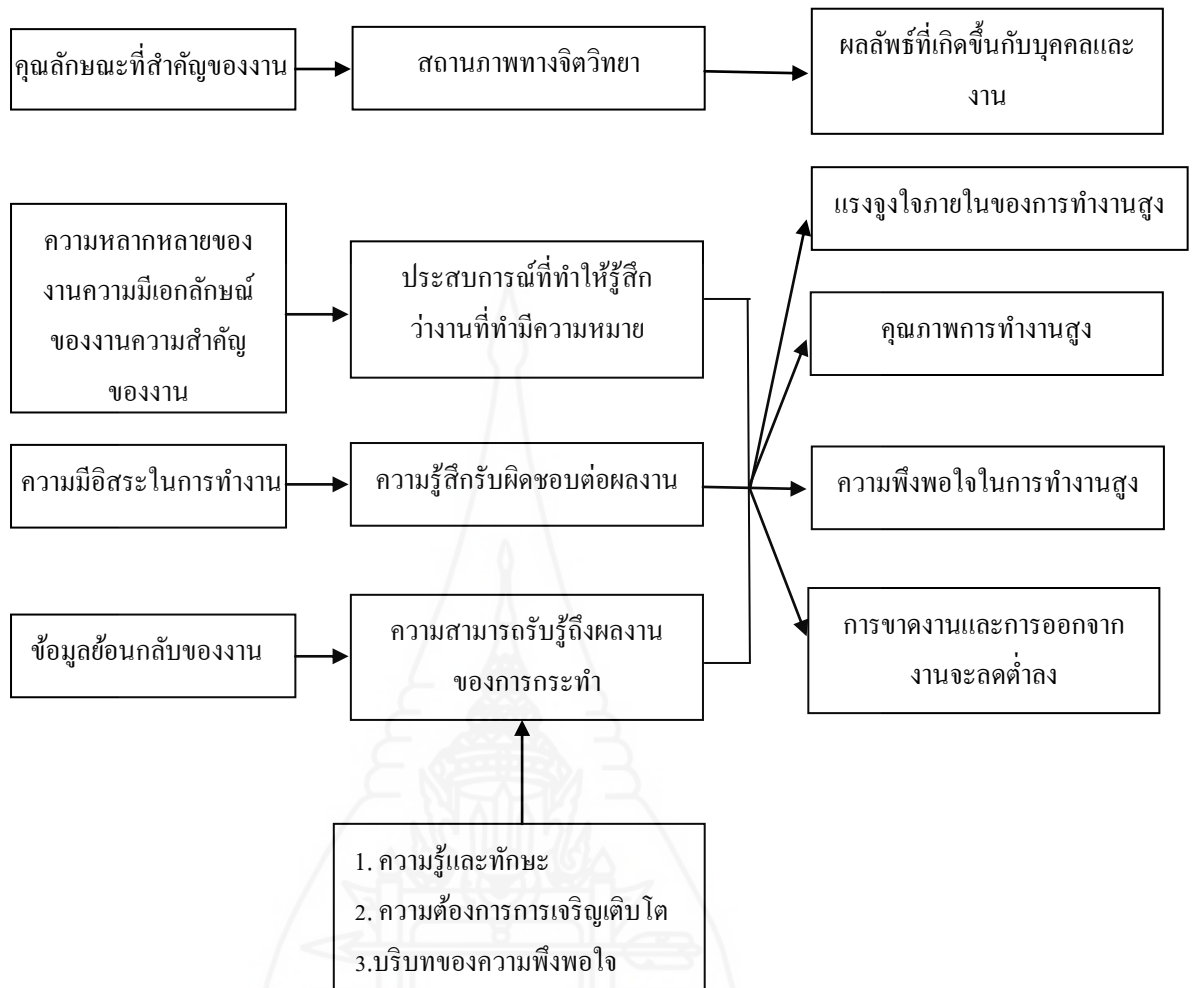 คุณลักษณะที่สำคัญของงาน
สถานภาพทางจิตวิทยา
ผลลัพธ์ที่เกิดขึ้นกับบุคคลและ
งาน
ความหลากหลายของ
งานความมีเอกลักษณ์
ของงานความสำคัญ
ของงาน
ประสบการณ์ที่ทำให้รู้สึก
ว่างานที่ทำมีความหมาย
แรงจูงใจภายในของการทำงานสูง
คุณภาพการทำงานสูง
ความมีอิสระในการทำงาน
ความรู้สึกรับผิดชอบต่อผลงาน
ความพึงพอใจในการทำงานสูง
ข้อมูลย้อนกลับของงาน
ความสามารถรับรู้ถึงผลงาน
ของการกระทำ
การขาดงานและการออกจาก
งานจะลดต่ำลง
1. ความรู้และทักษะ
2. ความต้องการการเจริญเติบโต
3.บริบทของความพึงพอใจ